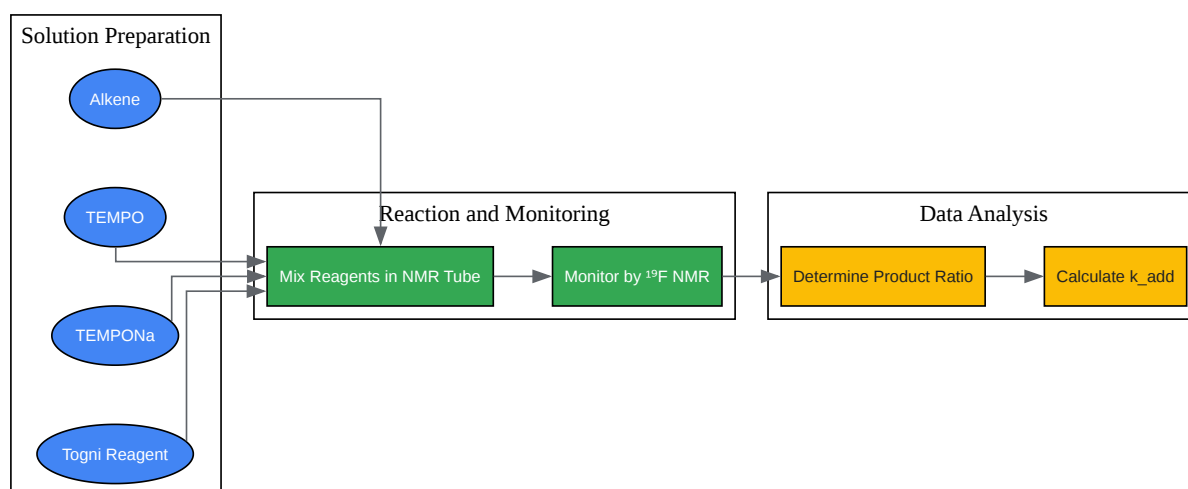 Solution Preparation
Alkene
TEMPO
TEMPONa
Togni Reagent
Reaction and Monitoring
Mix Reagents in NMR Tube
Monitor by ¹⁹F NMR
Data Analysis
Determine Product Ratio
Calculate k_add